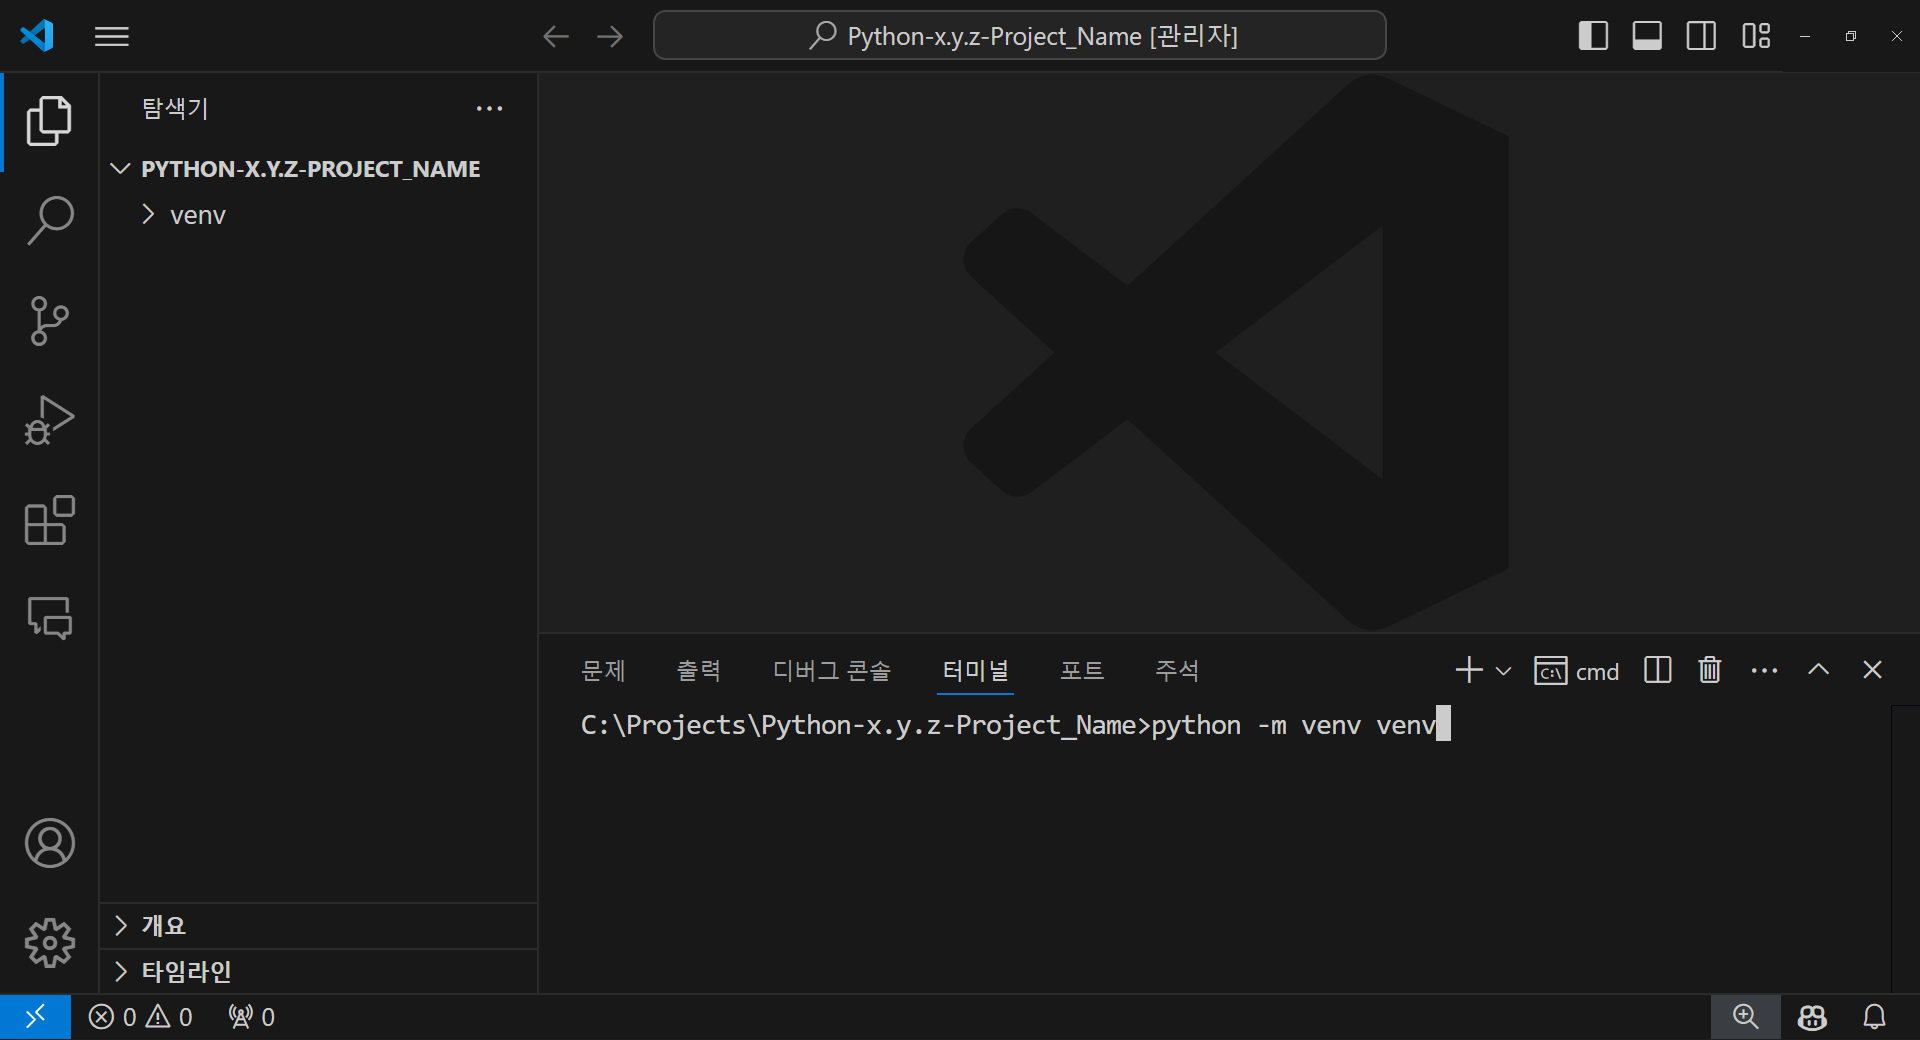 Python-x.y.z-Project_Name [관리자]
탐색기
PYTHON-X.Y.Z-PROJECT_NAME
venv
개요
타임라인
문제 출력 디버그 콘솔 터미널 포트 주석
C:\ cmd
C:\Projects\Python-x.y.z-Project_Name>python -m venv venv
0 0 0